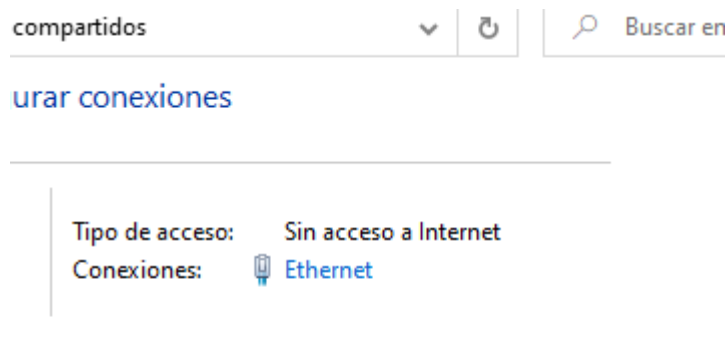 compartidos
Buscar en
urar conexiones
Tipo de acceso: Sin acceso a Internet
Conexiones: Ethernet